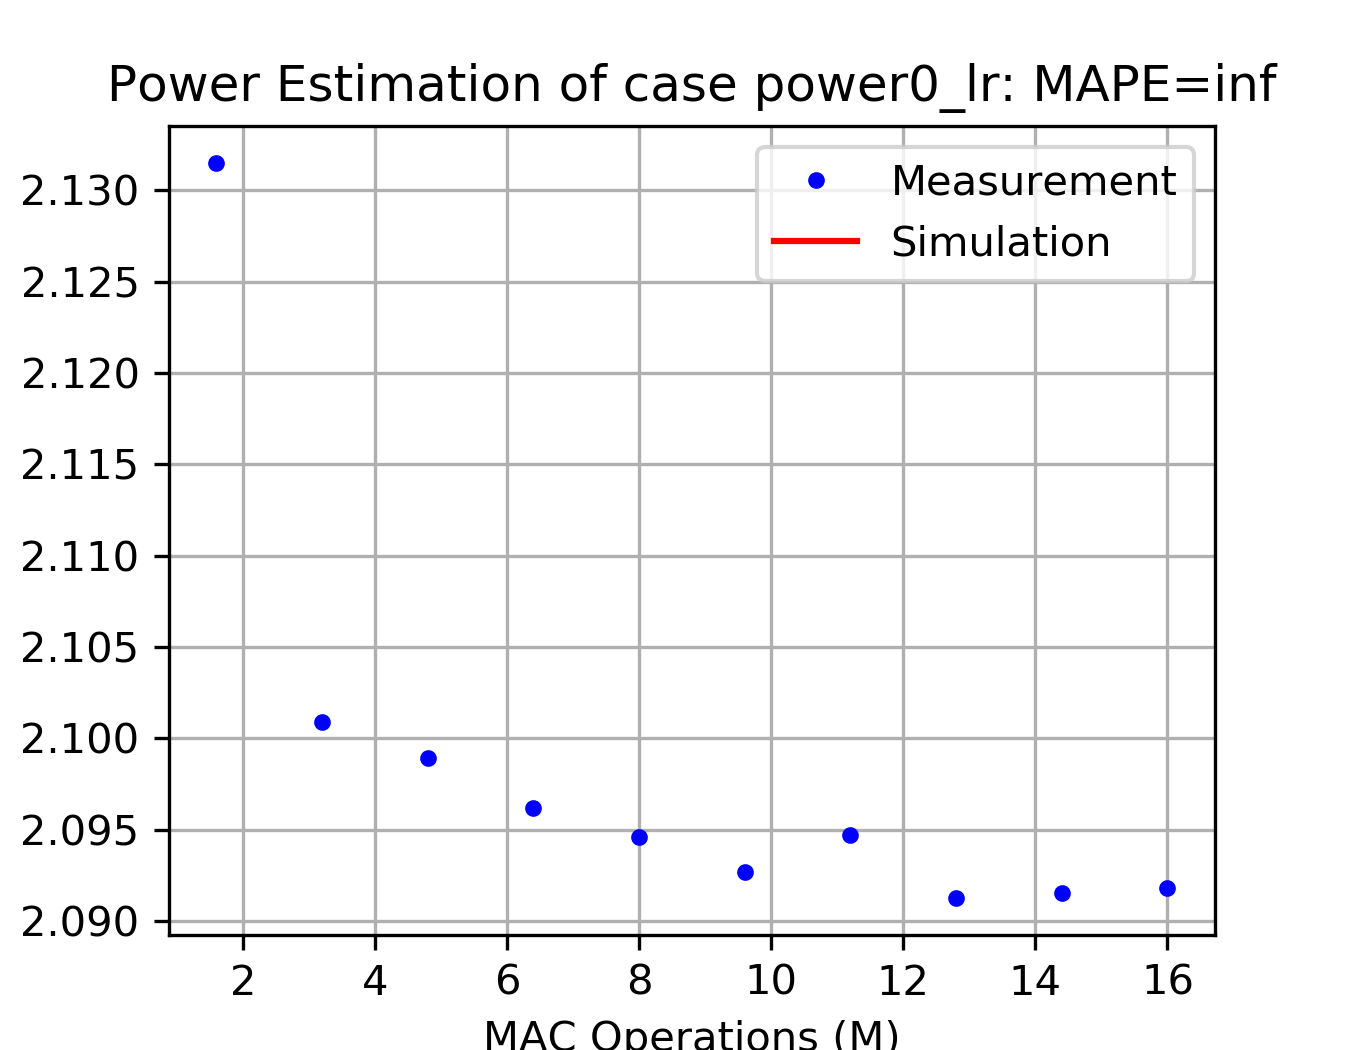 Power Estimation of case power0_lr: MAPE=inf
Measurement
Simulation
2.130
2.125
2.120
2.115
2.110
2.105
2.100
2.095
2.090
2 4 6 8 10 12 14 16
MAC Operations (M)